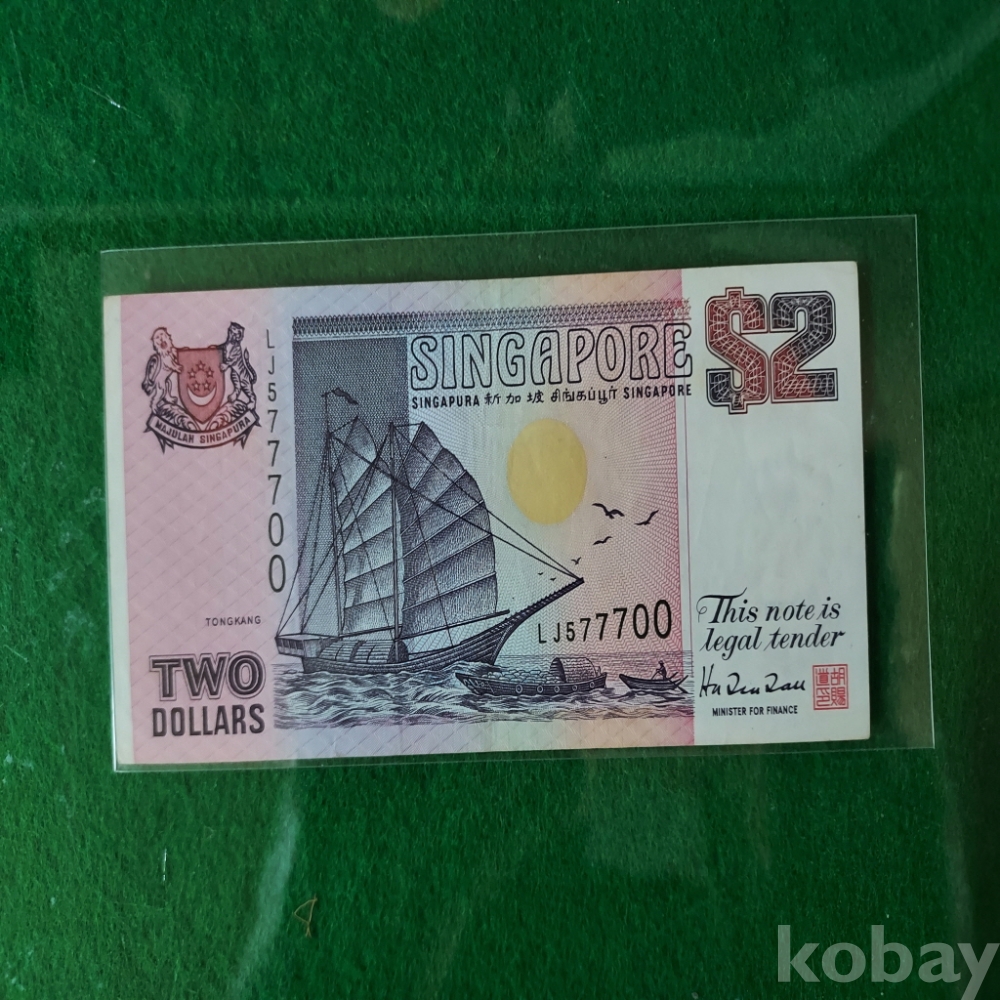 MAJULAH SINGAPURA
LJ577700
SINGAPORE
SINGAPURA 新加坡 சிங்கப்பூர் SINGAPORE
$2
TONGKANG
TWO
DOLLARS
LJ577700
This note is
legal tender
MINISTER FOR FINANCE
kobay